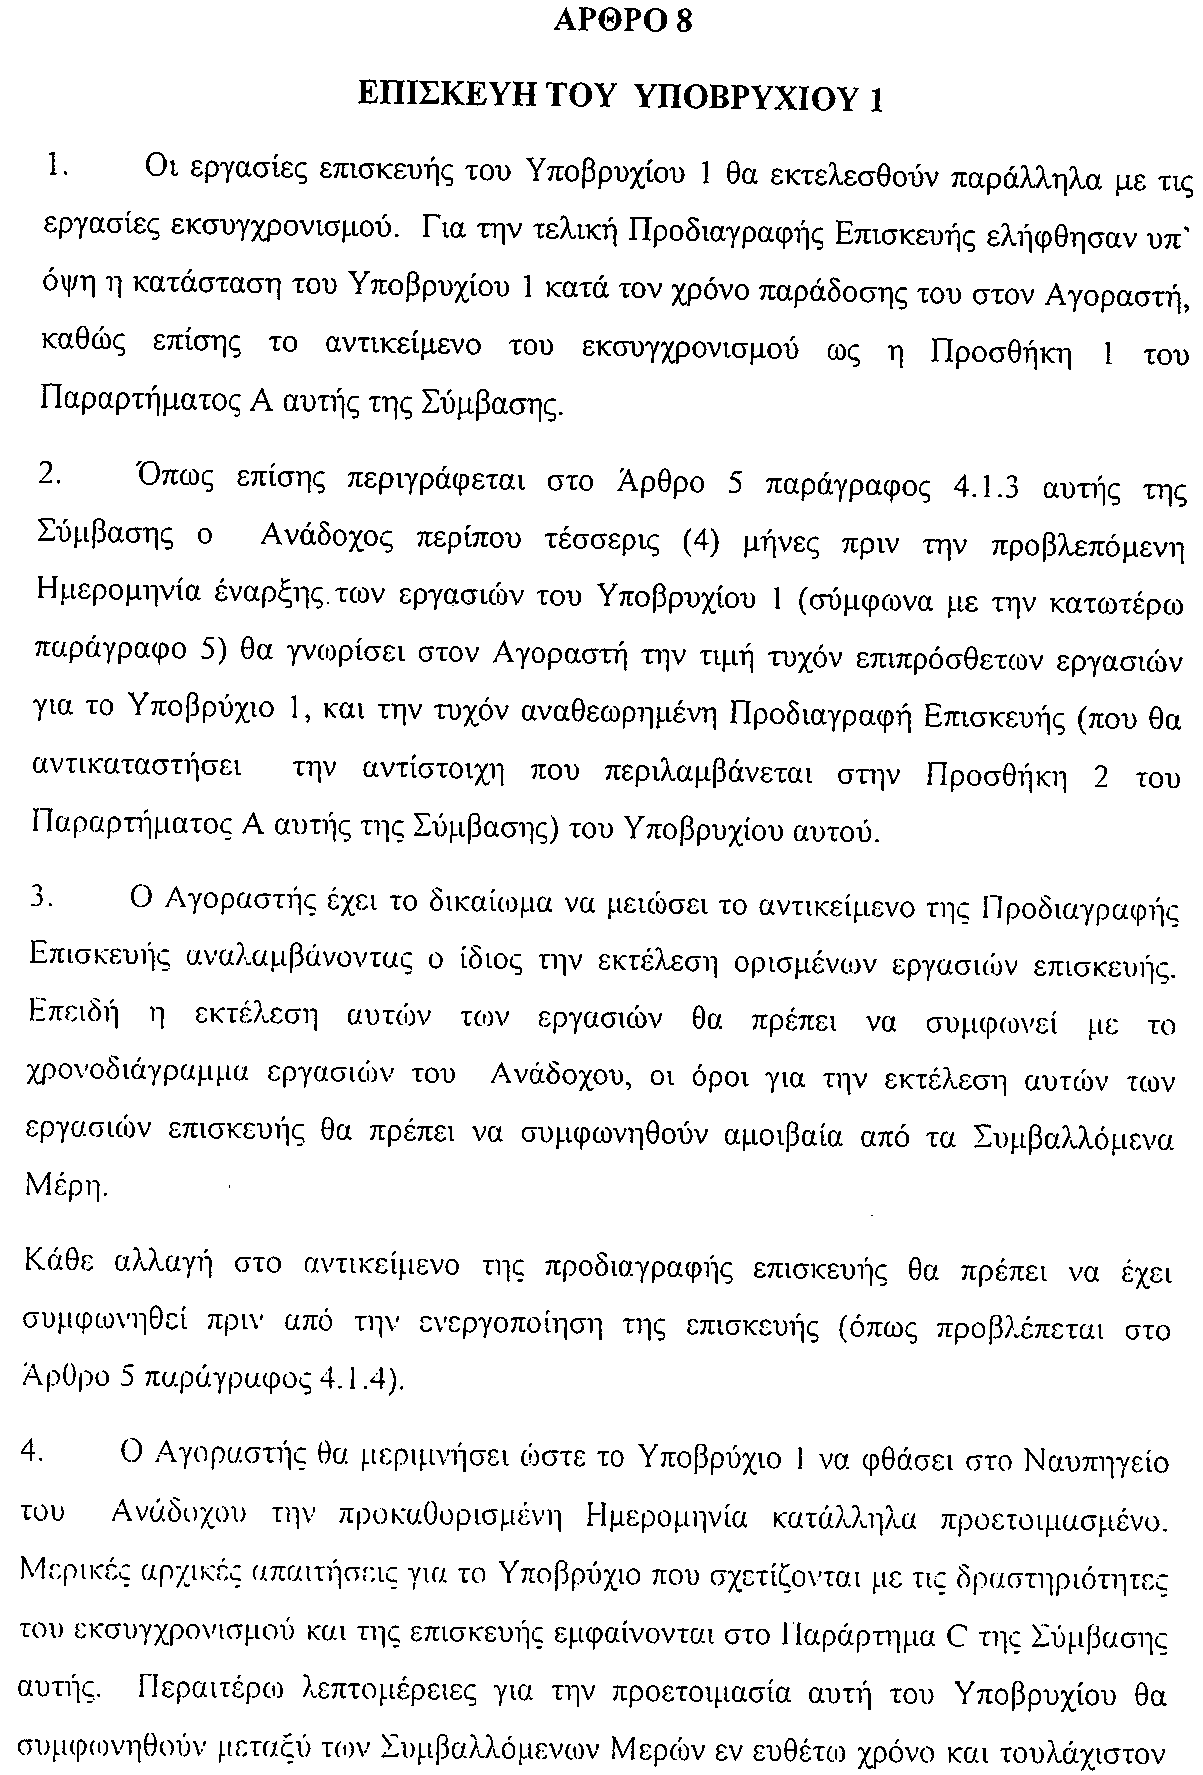 ΑΡΘΡΟ 8
ΕΠΙΣΚΕΥΗ ΤΟΥ ΥΠΟΒΡΥΧΙΟΥ 1
1. Οι εργασίες επισκευής του Υποβρυχίου 1 θα εκτελεσθούν παράλληλα με τις
εργασίες εκσυγχρονισμού. Για την τελική Προδιαγραφής Επισκευής ελήφθησαν υπ'
όψη η κατάσταση του Υποβρυχίου 1 κατά τον χρόνο παράδοσης του στον Αγοραστή,
καθώς επίσης το αντικείμενο του εκσυγχρονισμού ως η Προσθήκη 1 του
Παραρτήματος Α αυτής της Σύμβασης.
2. Όπως επίσης περιγράφεται στο Άρθρο 5 παράγραφος 4.1.3 αυτής της
Σύμβασης ο Ανάδοχος περίπου τέσσερις (4) μήνες πριν την προβλεπόμενη
Ημερομηνία έναρξης.των εργασιών του Υποβρυχίου 1 (σύμφωνα με την κατωτέρω
παράγραφο 5) θα γνωρίσει στον Αγοραστή την τιμή τυχόν επιπρόσθετων εργασιών
για το Υποβρύχιο 1, και την τυχόν αναθεωρημένη Προδιαγραφή Επισκευής (που θα
αντικαταστήσει την αντίστοιχη που περιλαμβάνεται στην Προσθήκη 2 του
Παραρτήματος Α αυτής της Σύμβασης) του Υποβρυχίου αυτού.
3. Ο Αγοραστής έχει το δικαίωμα να μειώσει το αντικείμενο της Προδιαγραφής
Επισκευής αναλαμβάνοντας ο ίδιος την εκτέλεση ορισμένων εργασιών επισκευής.
Επειδή η εκτέλεση αυτών των εργασιών θα πρέπει να συμφωνεί με το
χρονοδιάγραμμα εργασιών του Ανάδοχου, οι όροι για την εκτέλεση αυτών των
εργασιών επισκευής θα πρέπει να συμφωνηθούν αμοιβαία από τα Συμβαλλόμενα
Μέρη.
Κάθε αλλαγή στο αντικείμενο της προδιαγραφής επισκευής θα πρέπει να έχει
συμφωνηθεί πριν από την ενεργοποίηση της επισκευής (όπως προβλέπεται στο
Άρθρο 5 παράγραφος 4.1.4).
4. Ο Αγοραστής θα μεριμνήσει ώστε το Υποβρύχιο 1 να φθάσει στο Ναυπηγείο
του Ανάδοχου την προκαθορισμένη Ημερομηνία κατάλληλα προετοιμασμένο.
Μερικές αρχικές απαιτήσεις για το Υποβρύχιο που σχετίζονται με τις δραστηριότητες
του εκσυγχρονισμού και της επισκευής εμφαίνονται στο Παράρτημα C της Σύμβασης
αυτής. Περαιτέρω λεπτομέρειες για την προετοιμασία αυτή του Υποβρυχίου θα
συμφωνηθούν μεταξύ των Συμβαλλόμενων Μερών εν ευθέτω χρόνο και τουλάχιστον